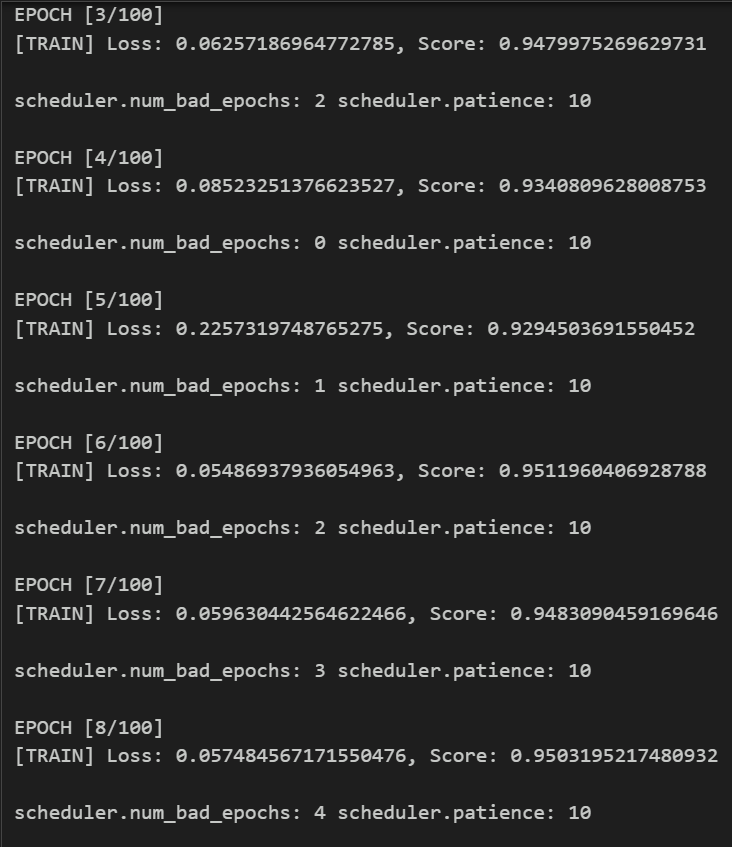 EPOCH [3/100]
[TRAIN] Loss: 0.06257186964772785, Score: 0.9479975269629731
scheduler.num_bad_epochs: 2 scheduler.patience: 10
EPOCH [4/100]
[TRAIN] Loss: 0.08523251376623527, Score: 0.9340809628008753
scheduler.num_bad_epochs: 0 scheduler.patience: 10
EPOCH [5/100]
[TRAIN] Loss: 0.2257319748765275, Score: 0.9294503691550452
scheduler.num_bad_epochs: 1 scheduler.patience: 10
EPOCH [6/100]
[TRAIN] Loss: 0.05486937936054963, Score: 0.9511960406928788
scheduler.num_bad_epochs: 2 scheduler.patience: 10
EPOCH [7/100]
[TRAIN] Loss: 0.059630442564622466, Score: 0.9483090459169646
scheduler.num_bad_epochs: 3 scheduler.patience: 10
EPOCH [8/100]
[TRAIN] Loss: 0.057484567171550476, Score: 0.9503195217480932
scheduler.num_bad_epochs: 4 scheduler.patience: 10